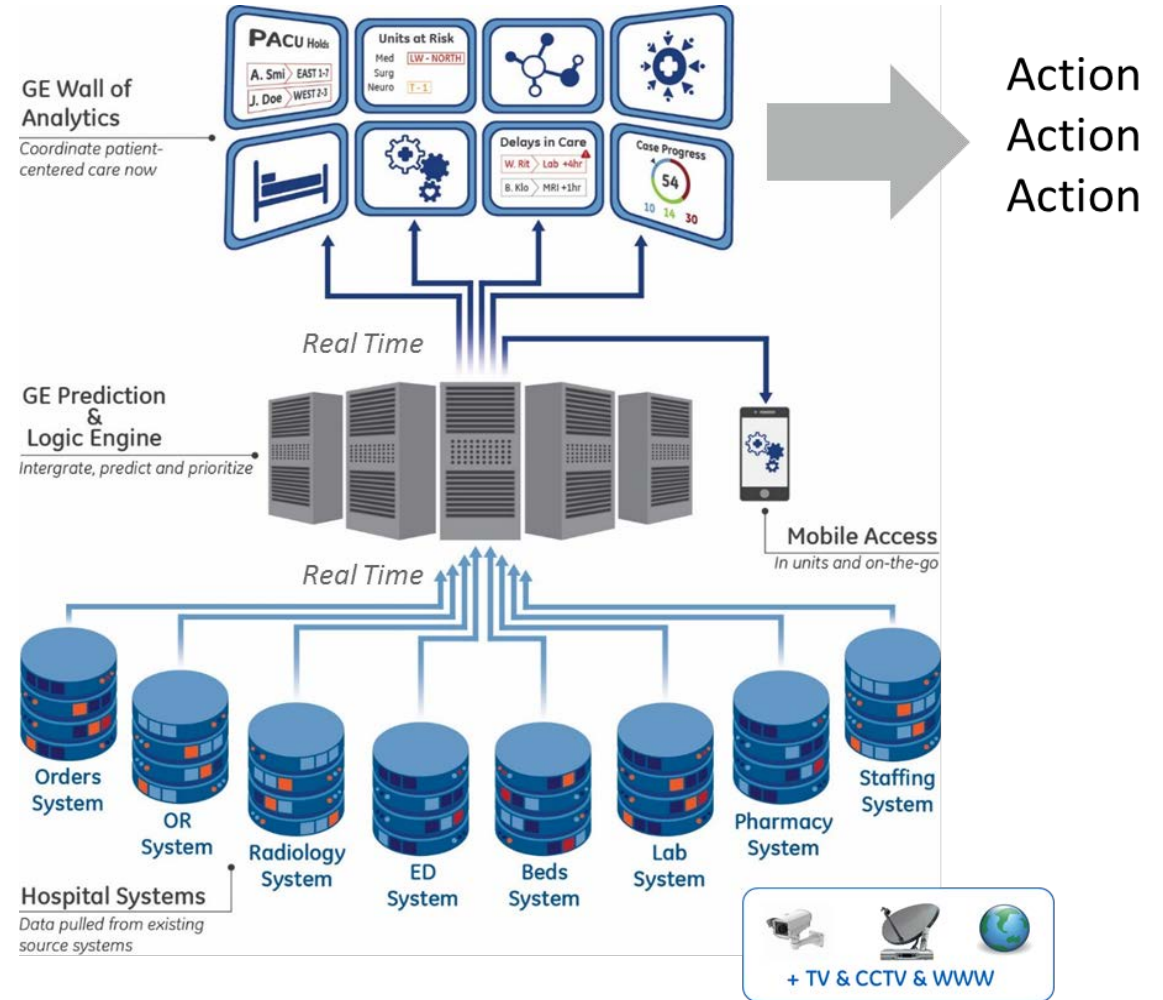 GE Wall of
Analytics
Coordinate patient-
centered care now
PACU Holds
A. Smi EAST 1-7
J. Doe WEST 2-3
Units at Risk
Med LW - NORTH
Surg
Neuro T - 1
Delays in Care
W. Rit Lab +4hr
B. Klo MRI +1hr
Case Progress
54
10 14 30
Action
Action
Action
Real Time
GE Prediction
&
Logic Engine
Intergrate, predict and prioritize
Mobile Access
In units and on-the-go
Real Time
Orders
System
OR
System
Radiology
System
ED
System
Beds
System
Lab
System
Pharmacy
System
Staffing
System
Hospital Systems
Data pulled from existing
source systems
+ TV & CCTV & WWW